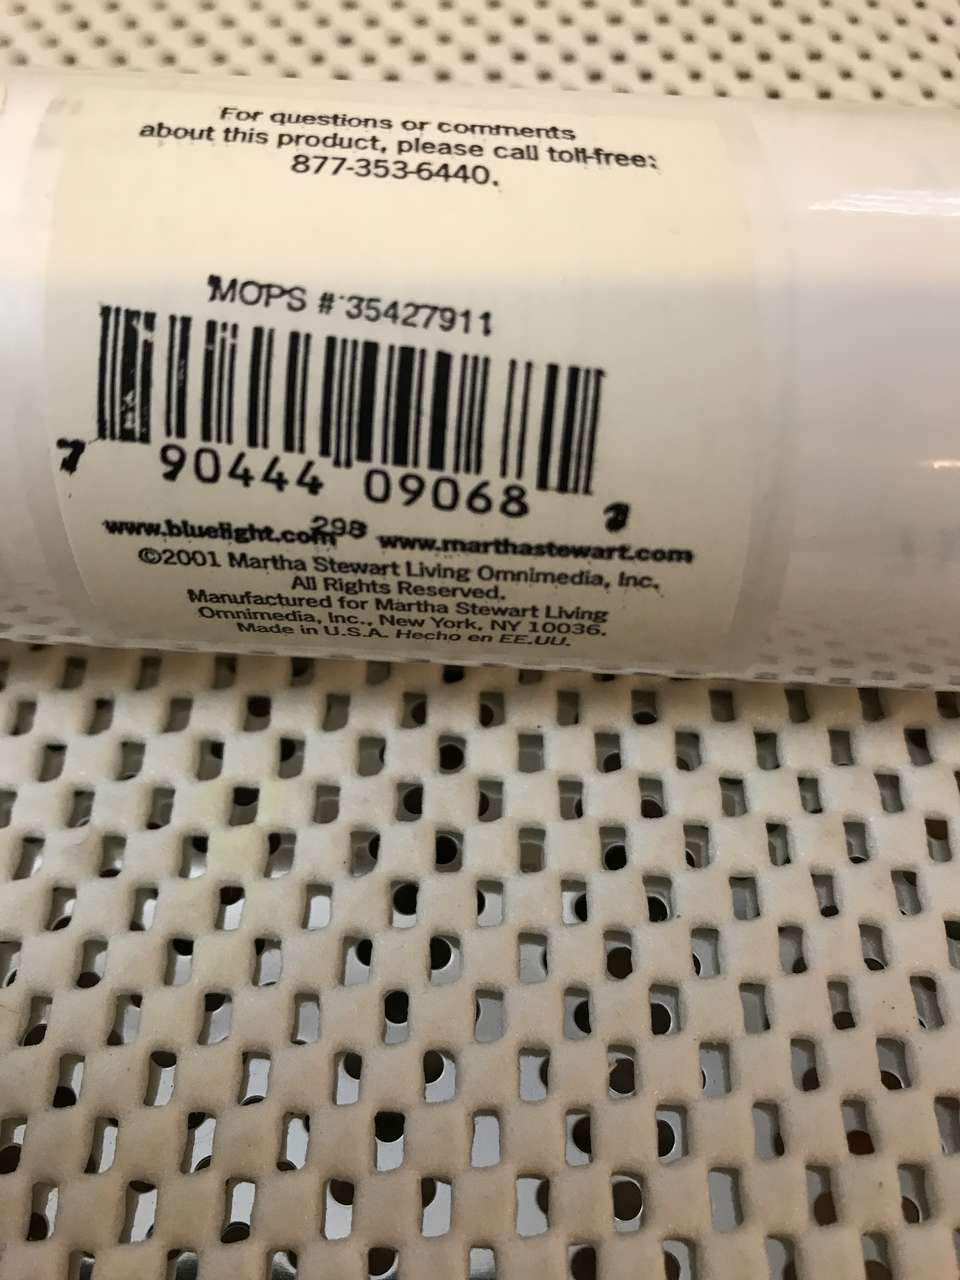 For questions or comments
about this product, please call toll-free:
877-353-6440.
MOPS # 35427911
7 90444 09068
298
www.bluelight.com www.marthastewart.com
©2001 Martha Stewart Living Omnimedia, Inc.
All Rights Reserved.
Manufactured for Martha Stewart Living
Omnimedia, Inc., New York, NY 10036.
Made in U.S.A. Hecho en EE.UU.